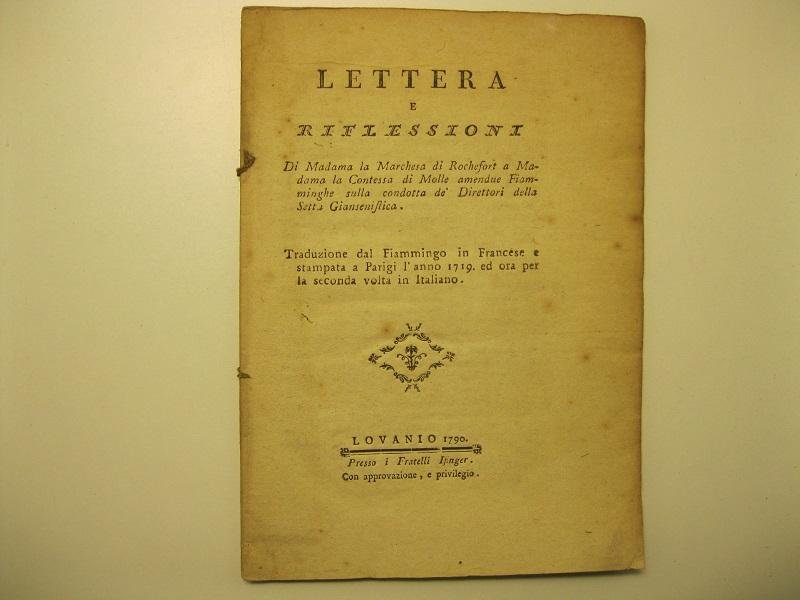 LETTERA
E
RIFLESSIONI
Di Madama la Marchesa di Rochefort a Ma-
dama la Contessa di Molle amendue Fiam-
minghe sulla condotta de' Direttori della
Setta Giansenistica.
Traduzione dal Fiammingo in Francese e
stampata a Parigi l'anno 1719. ed ora per
la seconda volta in Italiano.
LOVANIO 1790.
Presso i Fratelli
Con approvazione, e privilegio.